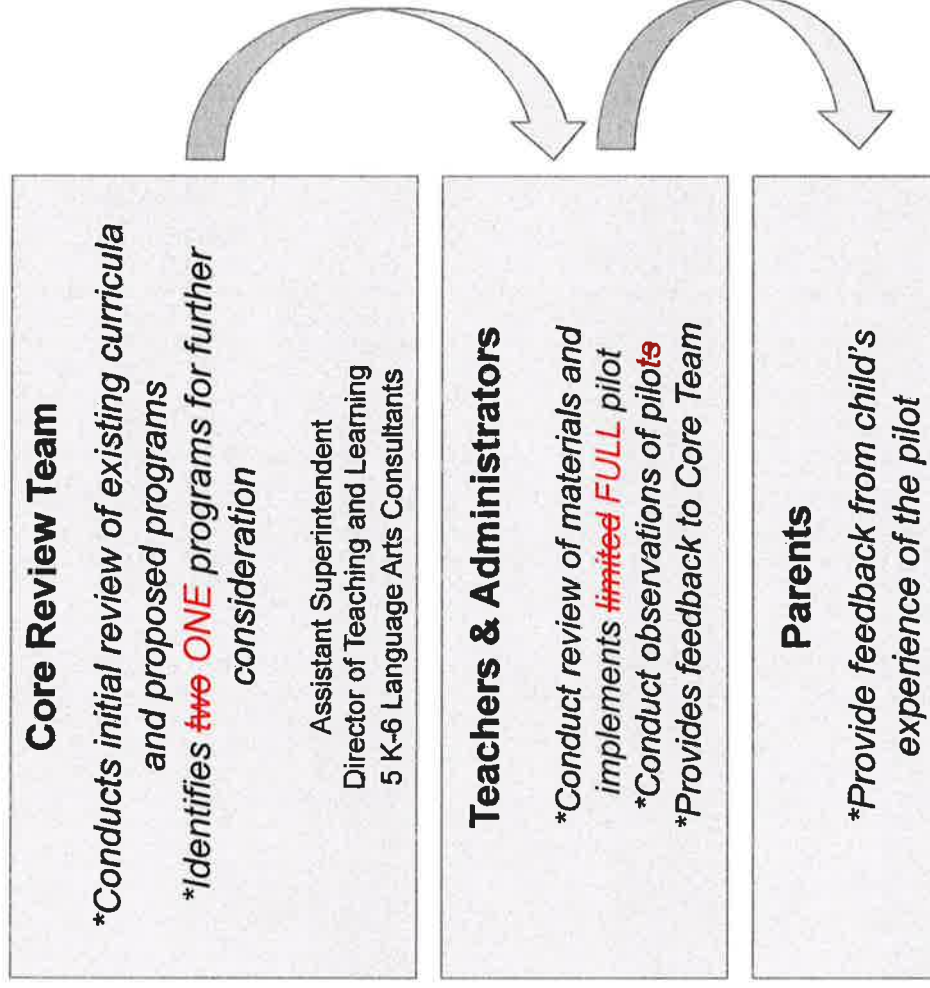 Core Review Team
*Conducts initial review of existing curricula
and proposed programs
*Identifies two ONE programs for further
consideration
Assistant Superintendent
Director of Teaching and Learning
5 K-6 Language Arts Consultants
Teachers & Administrators
*Conduct review of materials and
implements limited FULL pilot
*Conduct observations of pilots
*Provides feedback to Core Team
Parents
*Provide feedback from child's
experience of the pilot